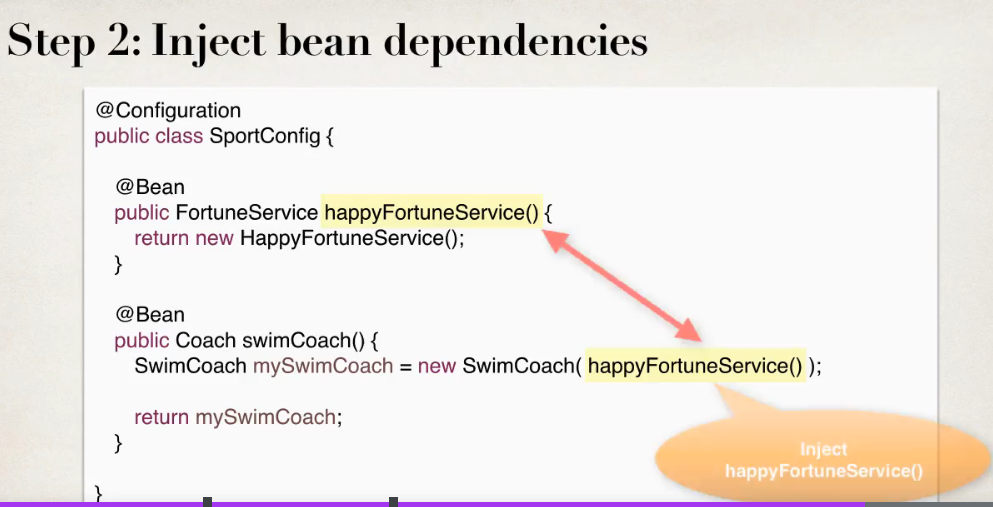 Step 2: Inject bean dependencies
@Configuration
public class SportConfig {
@Bean
public FortuneService happyFortuneService() {
return new HappyFortuneService();
}
@Bean
public Coach swimCoach() {
SwimCoach mySwimCoach = new SwimCoach( happyFortuneService() );
return mySwimCoach;
}
}
Inject
happyFortuneService()